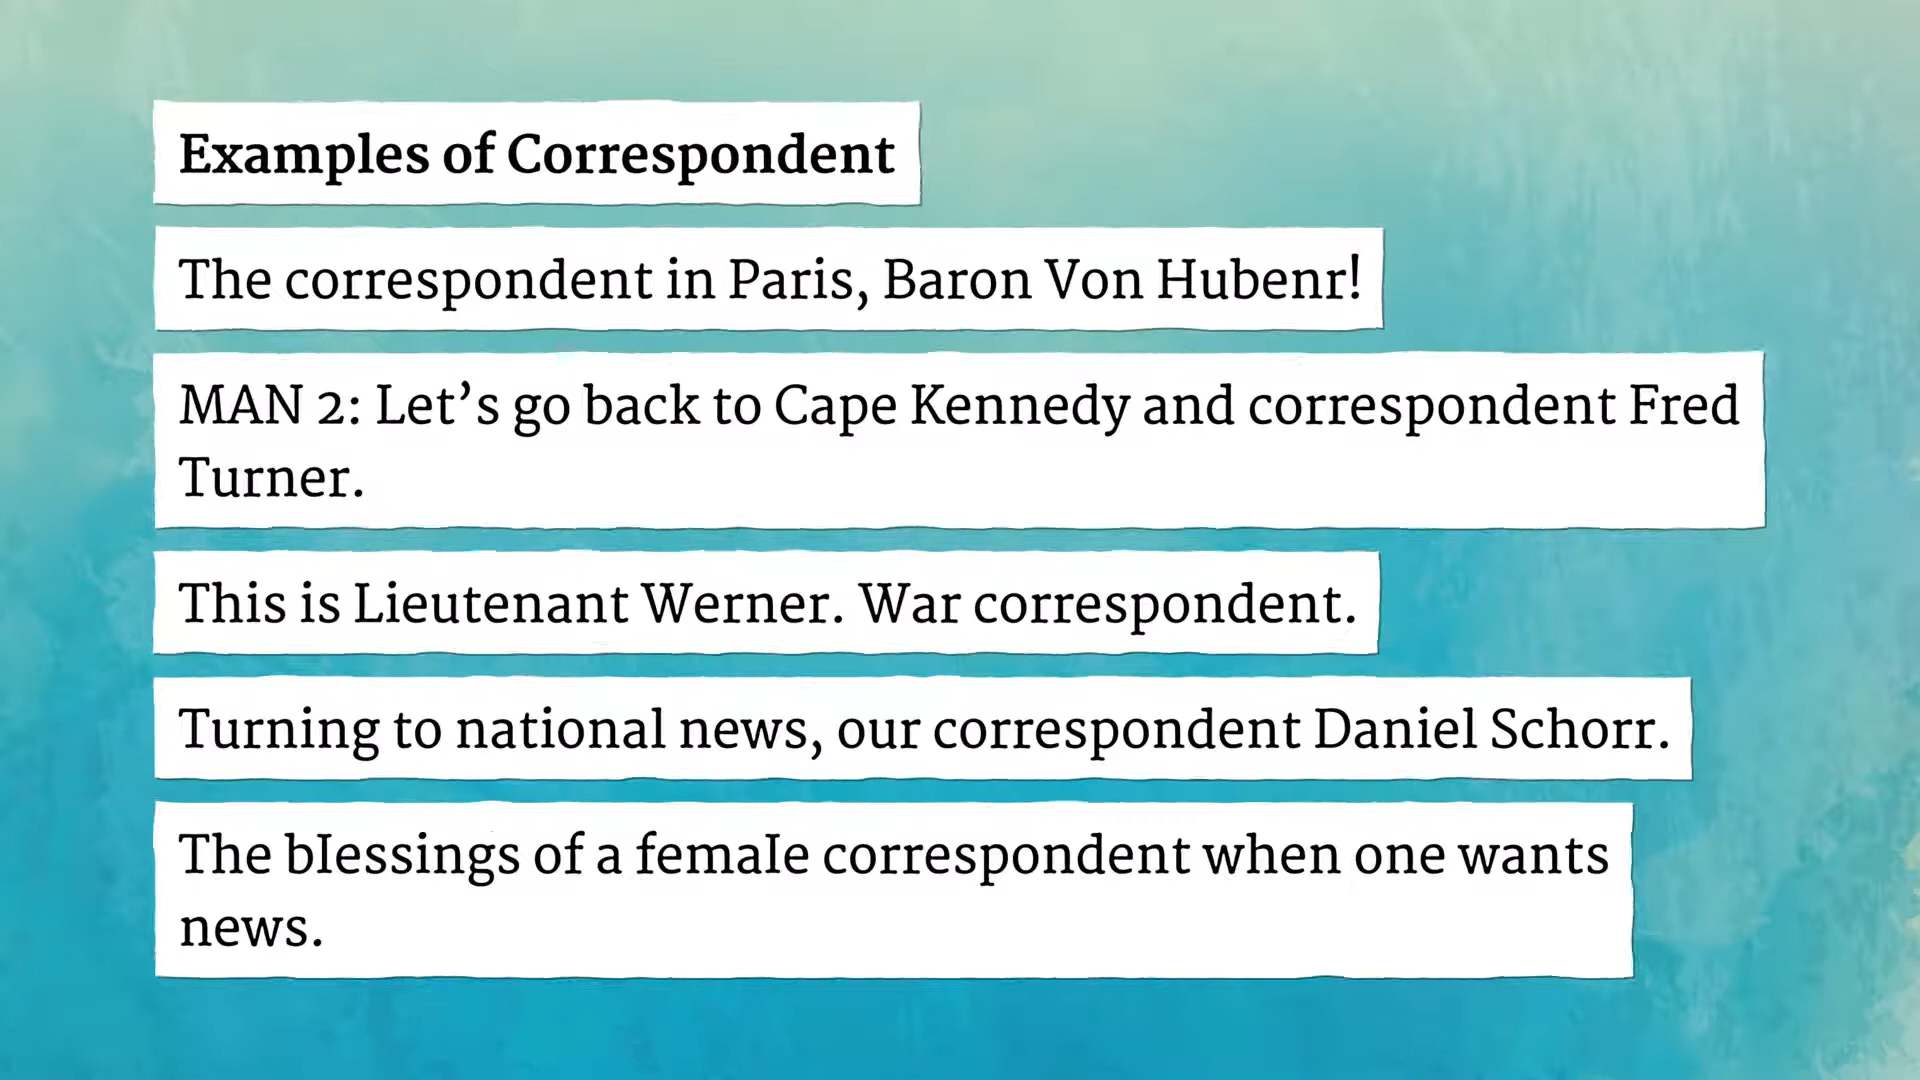 Examples of Correspondent
The correspondent in Paris, Baron Von Hubenr!
MAN 2: Let’s go back to Cape Kennedy and correspondent Fred
Turner.
This is Lieutenant Werner. War correspondent.
Turning to national news, our correspondent Daniel Schorr.
The bIessings of a femaIe correspondent when one wants
news.